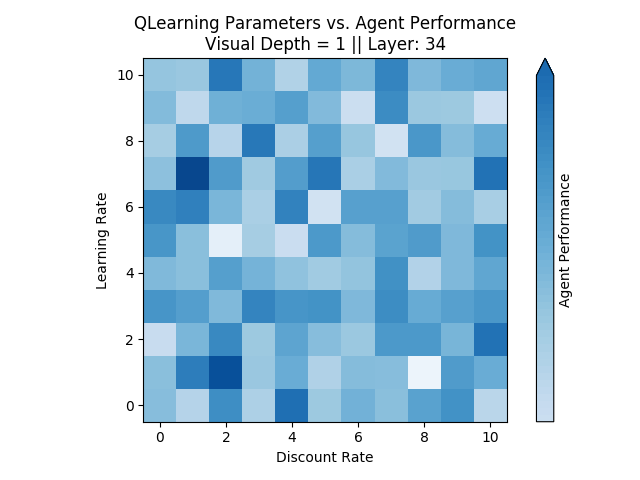 QLearning Parameters vs. Agent Performance
Visual Depth = 1 || Layer: 34
10
8
6
4
2
0
Learning Rate
0 2 4 6 8 10
Discount Rate
Agent Performance